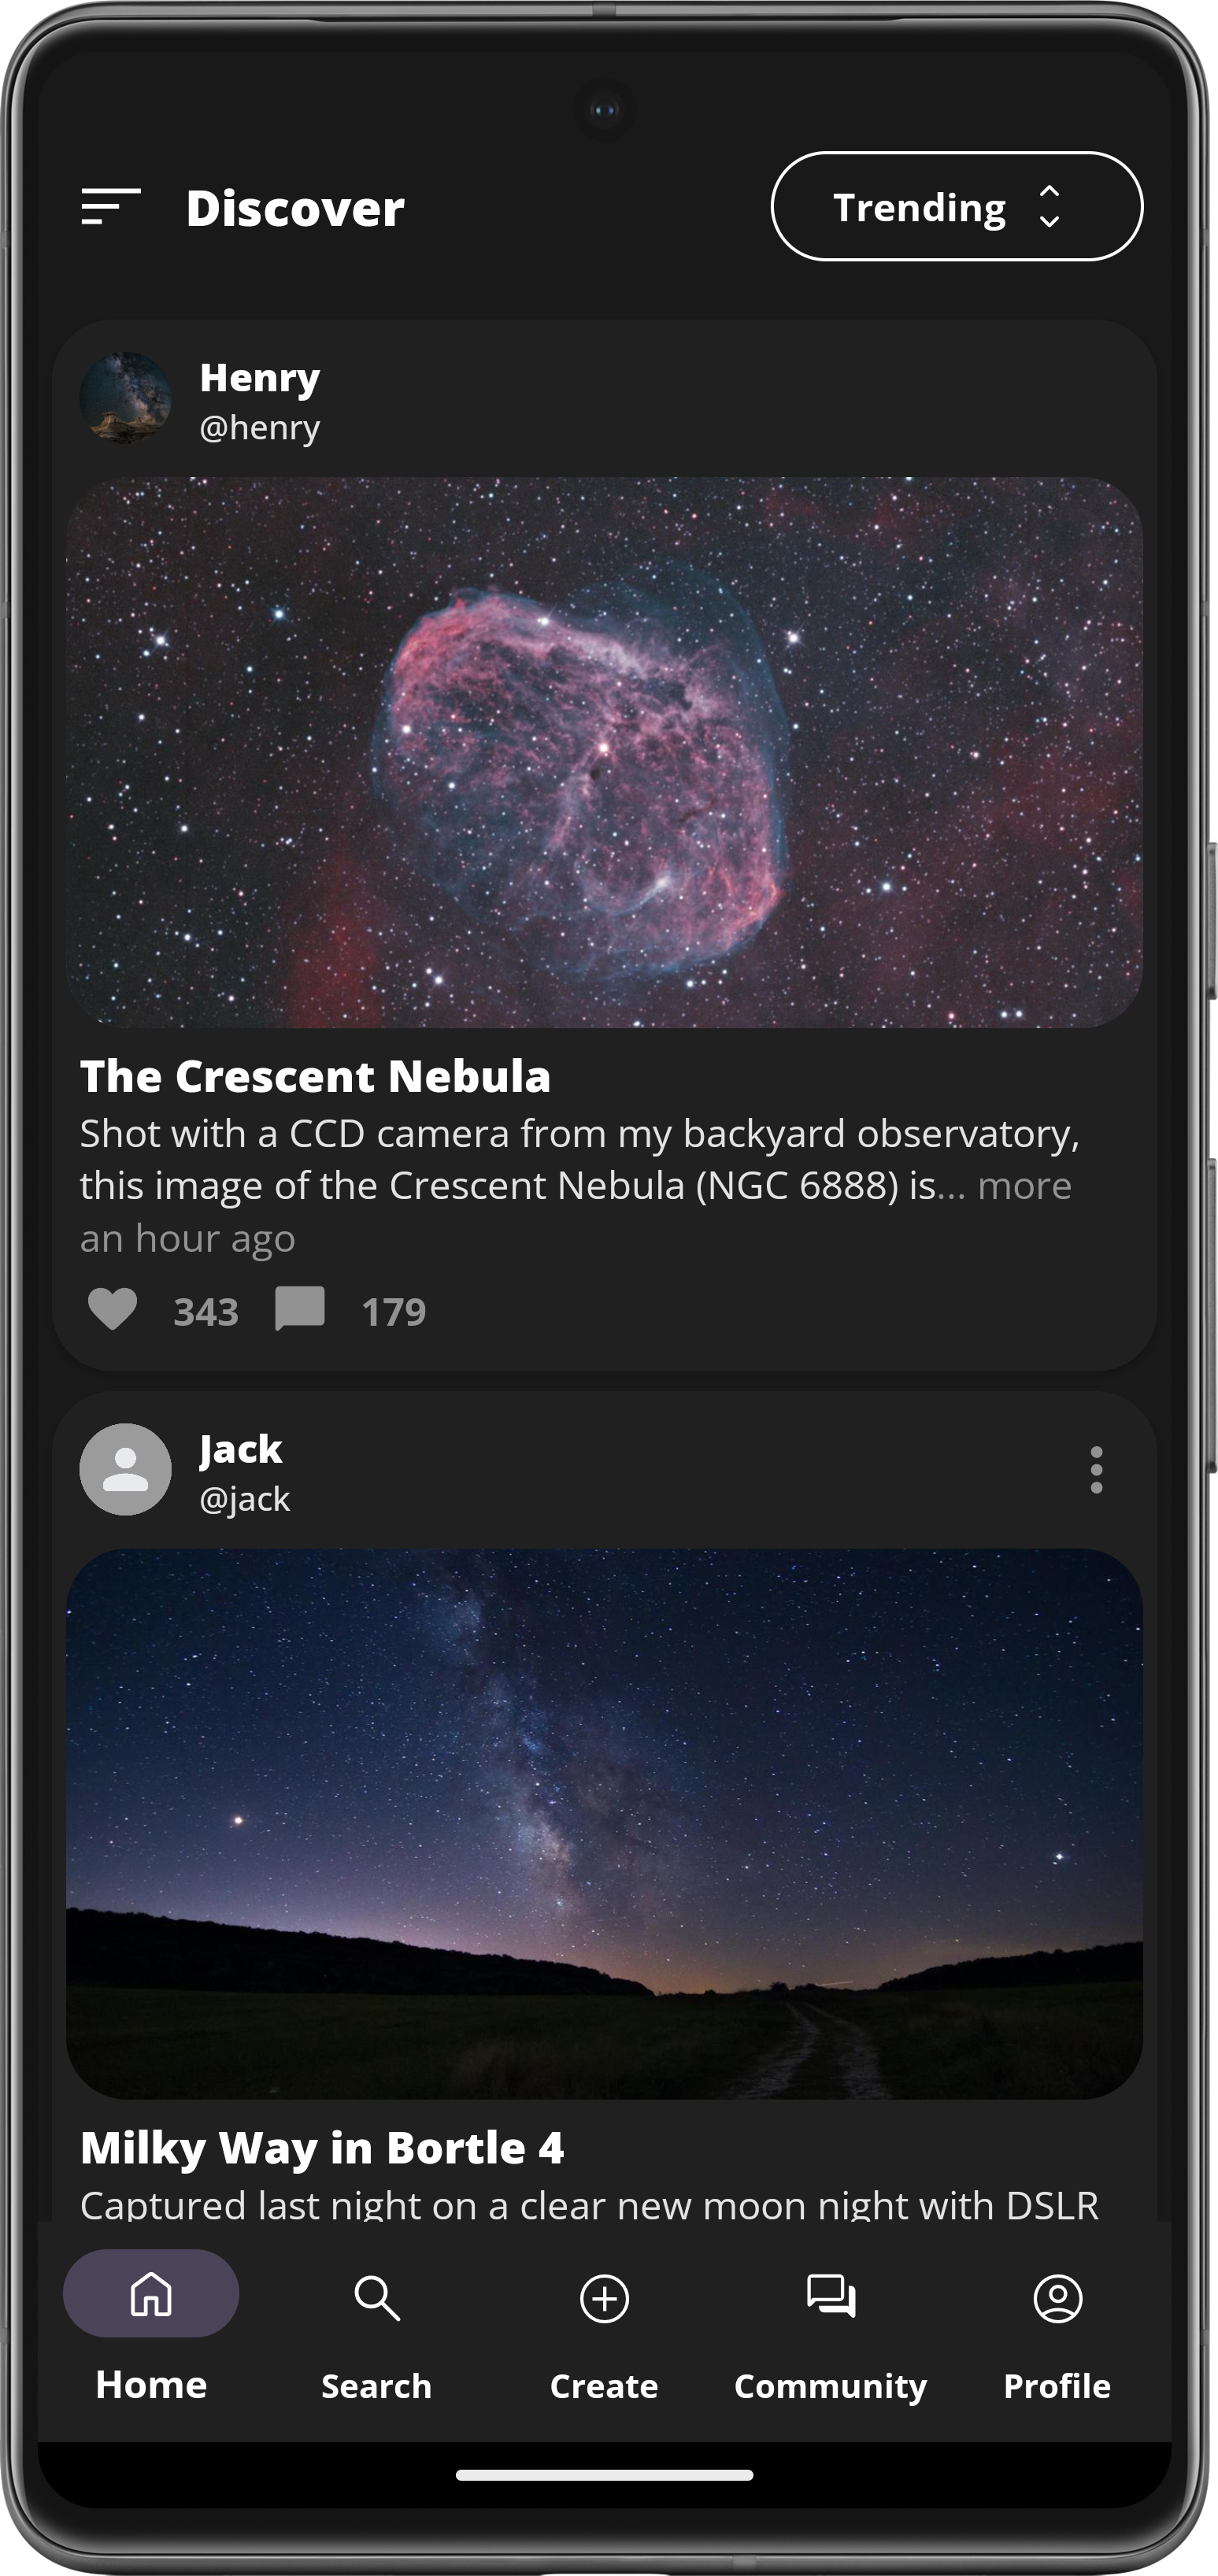 Discover
Trending
Henry
@henry
The Crescent Nebula
Shot with a CCD camera from my backyard observatory,
this image of the Crescent Nebula (NGC 6888) is... more
an hour ago
343 179
Jack
@jack
Milky Way in Bortle 4
Captured last night on a clear new moon night with DSLR
Home Search Create Community Profile